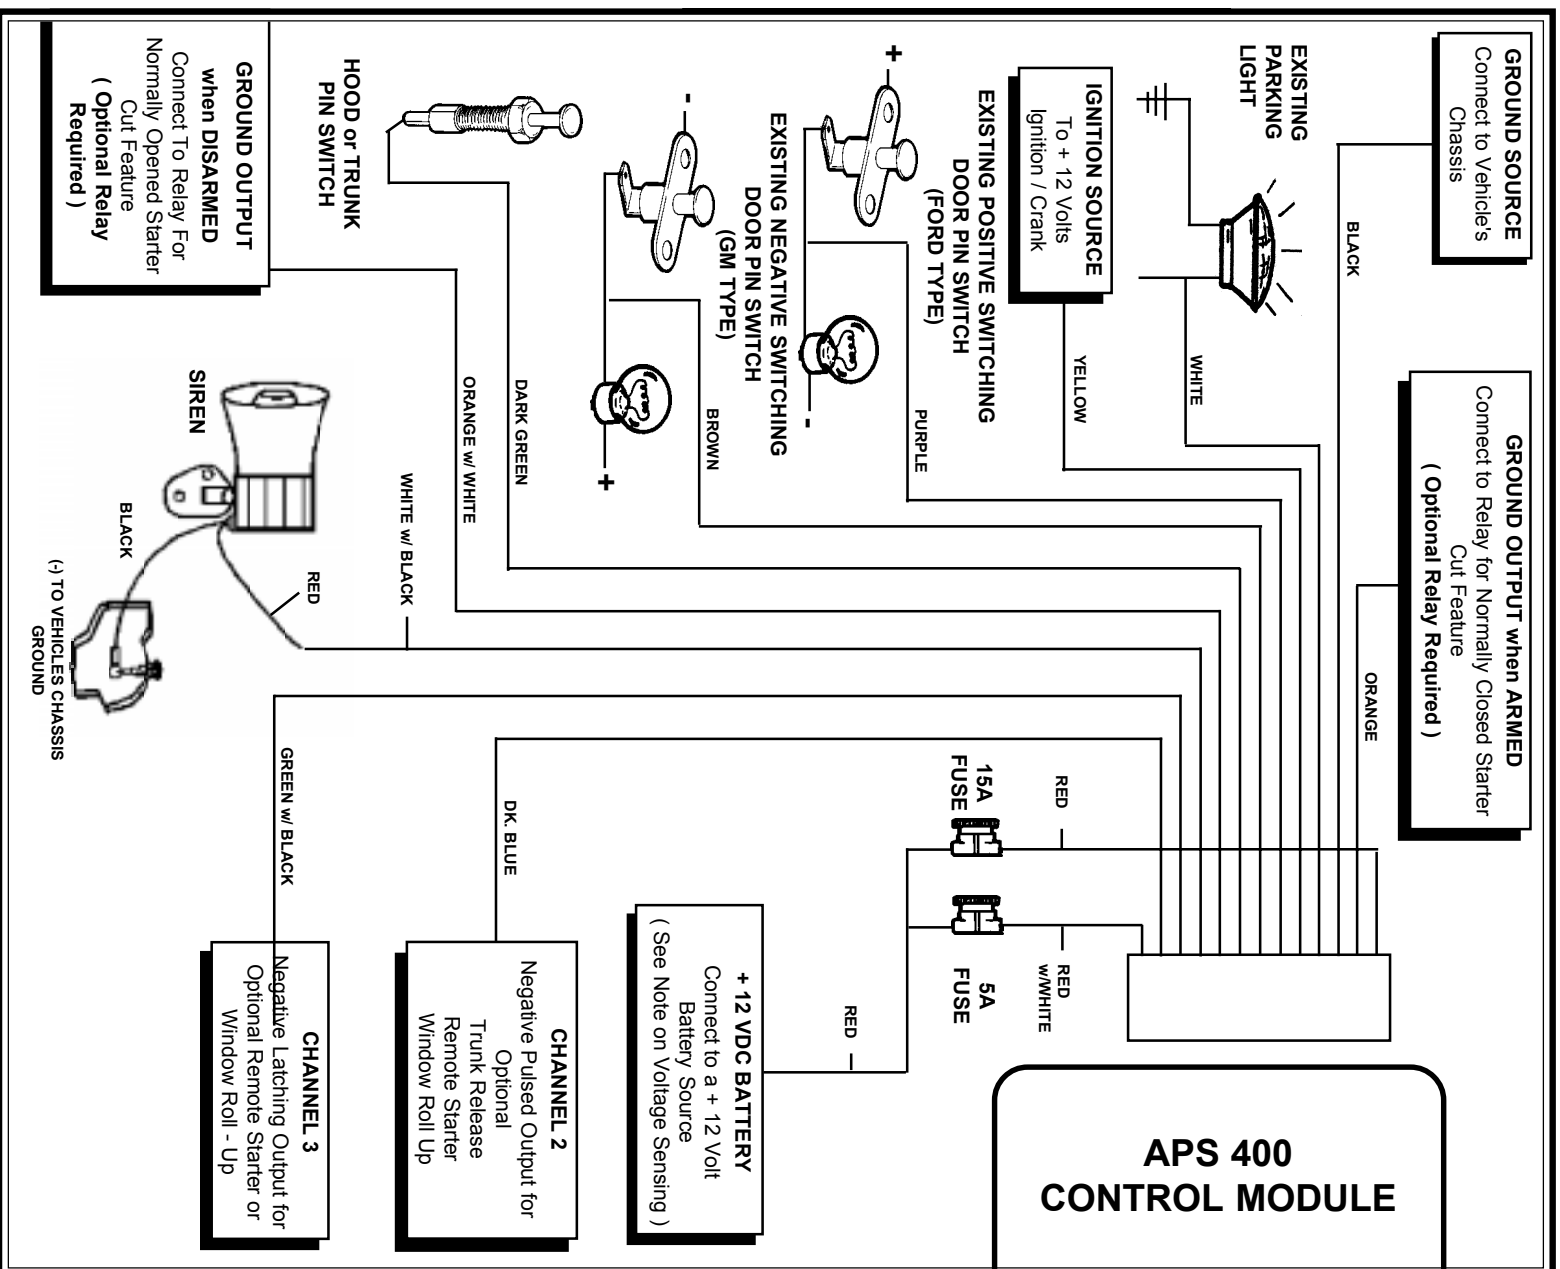 GROUND SOURCE
Connect to Vehicle's
Chassis
BLACK
EXISTING
PARKING
LIGHT
WHITE
IGNITION SOURCE
To + 12 Volts
Ignition / Crank
YELLOW
EXISTING POSITIVE SWITCHING
DOOR PIN SWITCH
(FORD TYPE)
+
-
PURPLE
EXISTING NEGATIVE SWITCHING
DOOR PIN SWITCH
(GM TYPE)
-
+
BROWN
HOOD or TRUNK
PIN SWITCH
DARK GREEN
GROUND OUTPUT
when DISARMED
Connect To Relay For
Normally Opened Starter
Cut Feature
( Optional Relay
Required )
ORANGE w/ WHITE
GROUND OUTPUT when ARMED
Connect to Relay for Normally Closed Starter
Cut Feature
( Optional Relay Required )
ORANGE
SIREN
BLACK
RED
(-) TO VEHICLES CHASSIS
GROUND
WHITE w/ BLACK
GREEN w/ BLACK
DK. BLUE
15A
FUSE
RED
5A
FUSE
RED
w/WHITE
RED
+ 12 VDC BATTERY
Connect to a + 12 Volt
Battery Source
( See Note on Voltage Sensing )
CHANNEL 2
Negative Pulsed Output for
Optional
Trunk Release
Remote Starter
Window Roll Up
CHANNEL 3
Negative Latching Output for
Optional Remote Starter or
Window Roll - Up
APS 400
CONTROL MODULE